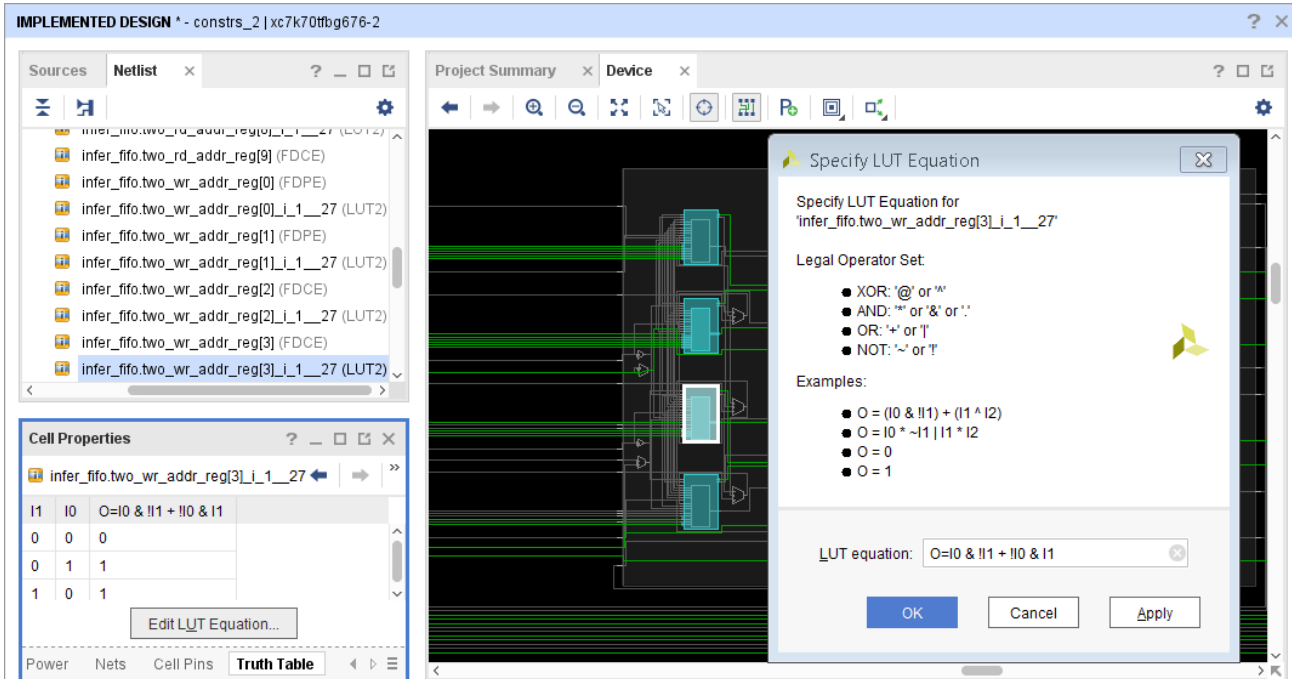 IMPLEMENTED DESIGN * - constrs_2 | xc7k70tfbg676-2
Sources Netlist
infer_fifo.two_rd_addr_reg[8]_i_1__27 (LUT2)
infer_fifo.two_rd_addr_reg[9] (FDCE)
infer_fifo.two_wr_addr_reg[0] (FDPE)
infer_fifo.two_wr_addr_reg[0]_i_1__27 (LUT2)
infer_fifo.two_wr_addr_reg[1] (FDPE)
infer_fifo.two_wr_addr_reg[1]_i_1__27 (LUT2)
infer_fifo.two_wr_addr_reg[2] (FDCE)
infer_fifo.two_wr_addr_reg[2]_i_1__27 (LUT2)
infer_fifo.two_wr_addr_reg[3] (FDCE)
infer_fifo.two_wr_addr_reg[3]_i_1__27 (LUT2)
Cell Properties
infer_fifo.two_wr_addr_reg[3]_i_1__27
I1 I0 O=I0 & !I1 + !I0 & I1
0 0 0
0 1 1
1 0 1
Edit LUT Equation...
Power Nets Cell Pins Truth Table
Project Summary Device
Specify LUT Equation
Specify LUT Equation for
'infer_fifo.two_wr_addr_reg[3]_i_1__27'
Legal Operator Set:
● XOR: '@' or '^'
● AND: '*' or '&' or '.'
● OR: '+' or '|'
● NOT: '~' or '!'
Examples:
● O = (I0 & !I1) + (I1 ^ I2)
● O = I0 * ~I1 | I1 * I2
● O = 0
● O = 1
LUT equation: O=I0 & !I1 + !I0 & I1
OK Cancel Apply